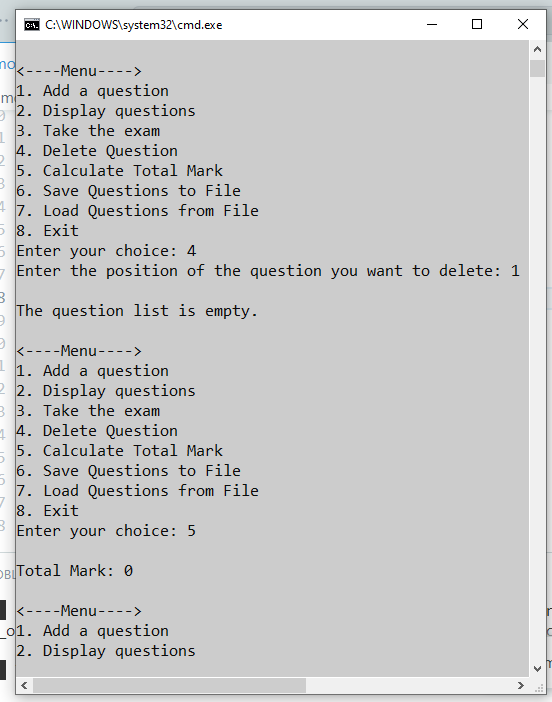 C:\WINDOWS\system32\cmd.exe
<----Menu---->
1. Add a question
2. Display questions
3. Take the exam
4. Delete Question
5. Calculate Total Mark
6. Save Questions to File
7. Load Questions from File
8. Exit
Enter your choice: 4
Enter the position of the question you want to delete: 1
The question list is empty.
<----Menu---->
1. Add a question
2. Display questions
3. Take the exam
4. Delete Question
5. Calculate Total Mark
6. Save Questions to File
7. Load Questions from File
8. Exit
Enter your choice: 5
Total Mark: 0
<----Menu---->
1. Add a question
2. Display questions